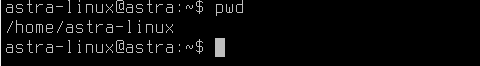 astra-linux@astra:~$ pwd
/home/astra-linux
astra-linux@astra:~$